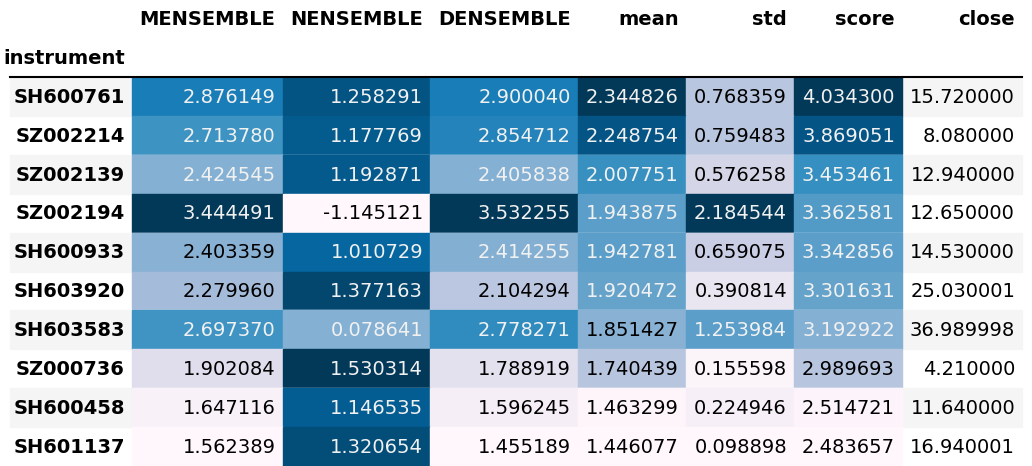 MENSEMBLE NENSEMBLE DENSEMBLE mean std score close
instrument
SH600761 2.876149 1.258291 2.900040 2.344826 0.768359 4.034300 15.720000
SZ002214 2.713780 1.177769 2.854712 2.248754 0.759483 3.869051 8.080000
SZ002139 2.424545 1.192871 2.405838 2.007751 0.576258 3.453461 12.940000
SZ002194 3.444491 -1.145121 3.532255 1.943875 2.184544 3.362581 12.650000
SH600933 2.403359 1.010729 2.414255 1.942781 0.659075 3.342856 14.530000
SH603920 2.279960 1.377163 2.104294 1.920472 0.390814 3.301631 25.030001
SH603583 2.697370 0.078641 2.778271 1.851427 1.253984 3.192922 36.989998
SZ000736 1.902084 1.530314 1.788919 1.740439 0.155598 2.989693 4.210000
SH600458 1.647116 1.146535 1.596245 1.463299 0.224946 2.514721 11.640000
SH601137 1.562389 1.320654 1.455189 1.446077 0.098898 2.483657 16.940001